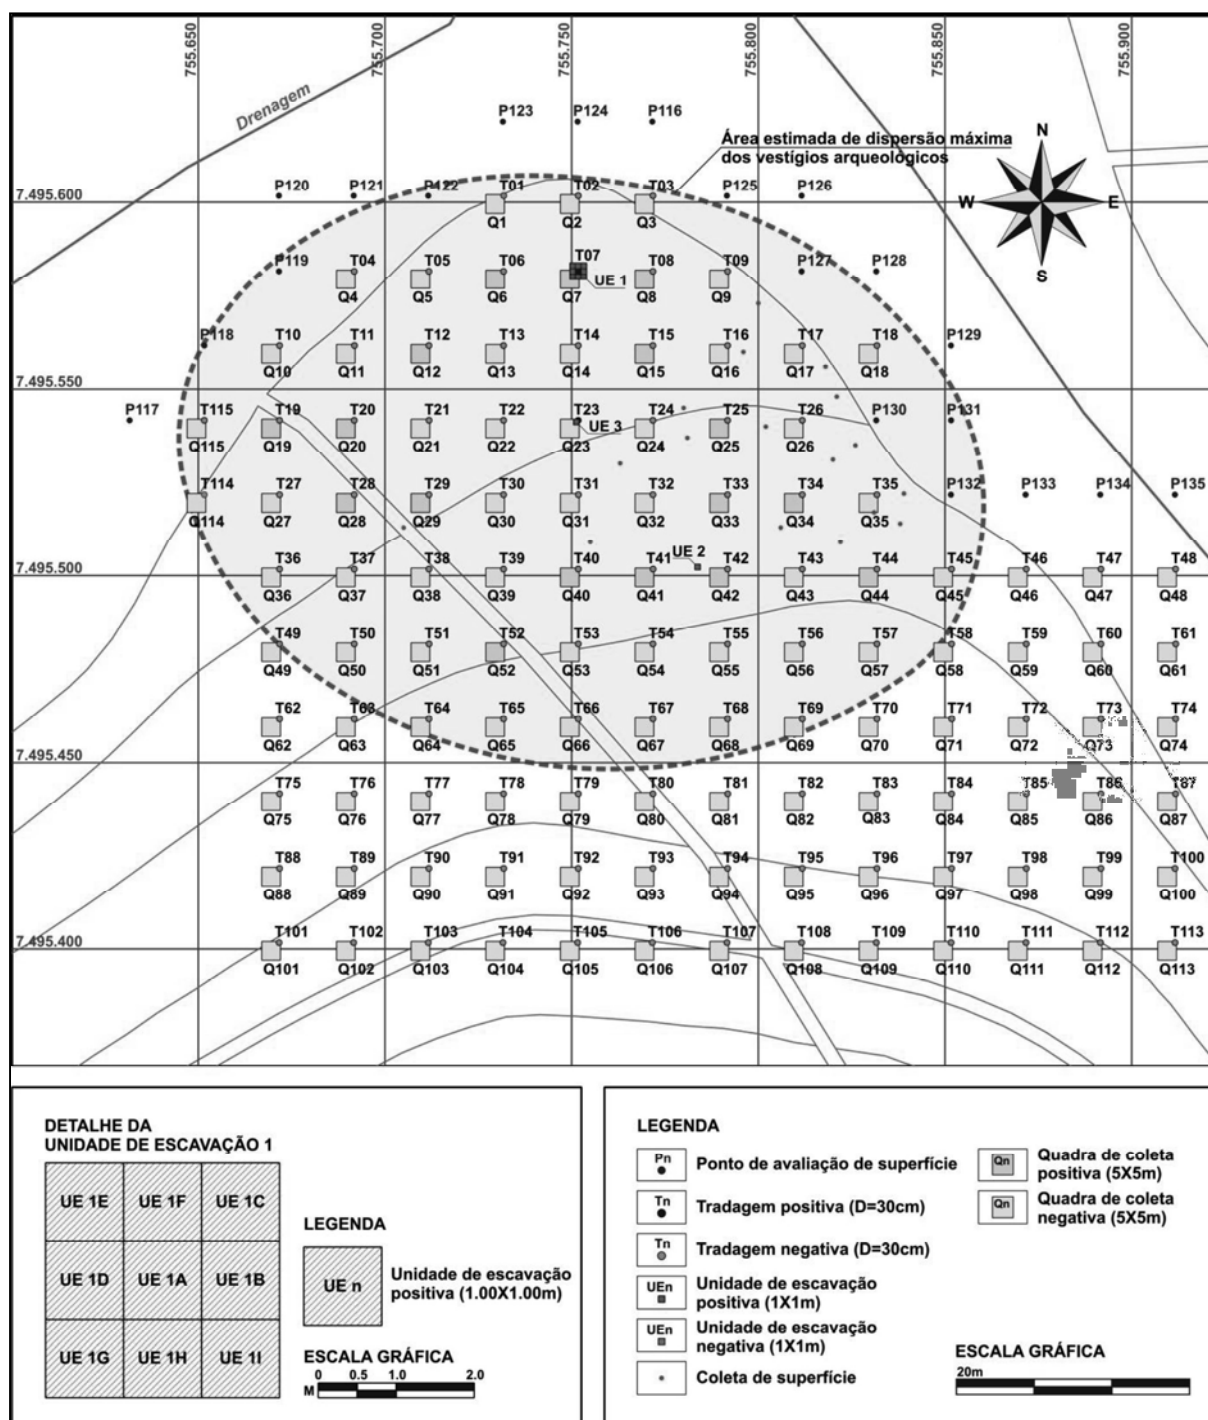 755.650 755.700 755.750 755.800 755.850 755.900
Drenagem
P123 P124 P116
Área estimada de dispersão máxima
dos vestígios arqueológicos
N
W E
S
P120 P121 P122 T01 T02 T03 P125 P126
7.495.600
Q1 Q2 Q3
P119 T04 T05 T06 T07 T08 T09 P127 P128
UE 1
Q4 Q5 Q6 Q7 Q8 Q9
P118 T10 T11 T12 T13 T14 T15 T16 T17 T18 P129
Q10 Q11 Q12 Q13 Q14 Q15 Q16 Q17 Q18
7.495.550
P117 T115 T19 T20 T21 T22 T23 T24 T25 T26 P130 P131
UE 3
Q115 Q19 Q20 Q21 Q22 Q23 Q24 Q25 Q26
T114 T27 T28 T29 T30 T31 T32 T33 T34 T35 P132 P133 P134 P135
Q114 Q27 Q28 Q29 Q30 Q31 Q32 Q33 Q34 Q35
UE 2
T36 T37 T38 T39 T40 T41 T42 T43 T44 T45 T46 T47 T48
7.495.500
Q36 Q37 Q38 Q39 Q40 Q41 Q42 Q43 Q44 Q45 Q46 Q47 Q48
T49 T50 T51 T52 T53 T54 T55 T56 T57 T58 T59 T60 T61
Q49 Q50 Q51 Q52 Q53 Q54 Q55 Q56 Q57 Q58 Q59 Q60 Q61
T62 T63 T64 T65 T66 T67 T68 T69 T70 T71 T72 T73 T74
Q62 Q63 Q64 Q65 Q66 Q67 Q68 Q69 Q70 Q71 Q72 Q73 Q74
7.495.450
T75 T76 T77 T78 T79 T80 T81 T82 T83 T84 T85 T86 T87
Q75 Q76 Q77 Q78 Q79 Q80 Q81 Q82 Q83 Q84 Q85 Q86 Q87
T88 T89 T90 T91 T92 T93 T94 T95 T96 T97 T98 T99 T100
Q88 Q89 Q90 Q91 Q92 Q93 Q94 Q95 Q96 Q97 Q98 Q99 Q100
T101 T102 T103 T104 T105 T106 T107 T108 T109 T110 T111 T112 T113
7.495.400
Q101 Q102 Q103 Q104 Q105 Q106 Q107 Q108 Q109 Q110 Q111 Q112 Q113
DETALHE DA
UNIDADE DE ESCAVAÇÃO 1
UE 1E UE 1F UE 1C
UE 1D UE 1A UE 1B
UE 1G UE 1H UE 1I
LEGENDA
UE n
Unidade de escavação
positiva (1.00X1.00m)
ESCALA GRÁFICA
0 0.5 1.0 2.0
M
LEGENDA
Pn Ponto de avaliação de superfície
Tn Tradagem positiva (D=30cm)
Tn Tradagem negativa (D=30cm)
UEn Unidade de escavação
positiva (1X1m)
UEn Unidade de escavação
negativa (1X1m)
Coleta de superfície
Qn Quadra de coleta
positiva (5X5m)
Qn Quadra de coleta
negativa (5X5m)
ESCALA GRÁFICA
20m